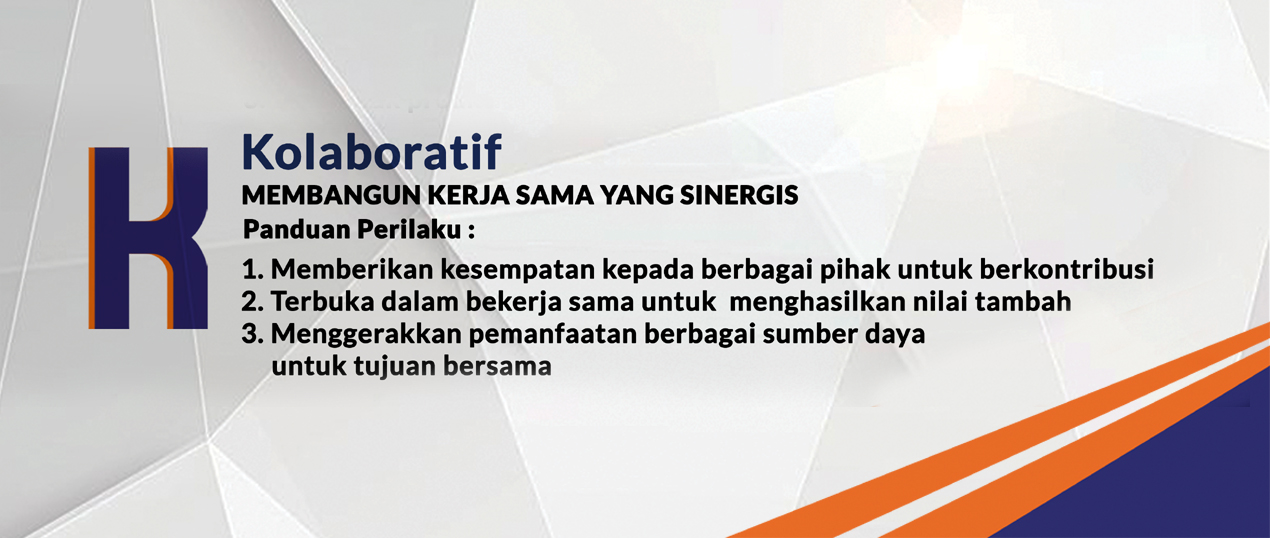 K
Kolaboratif
MEMBANGUN KERJA SAMA YANG SINERGIS
Panduan Perilaku :
1. Memberikan kesempatan kepada berbagai pihak untuk berkontribusi
2. Terbuka dalam bekerja sama untuk  menghasilkan nilai tambah
3. Menggerakkan pemanfaatan berbagai sumber daya
untuk tujuan bersama